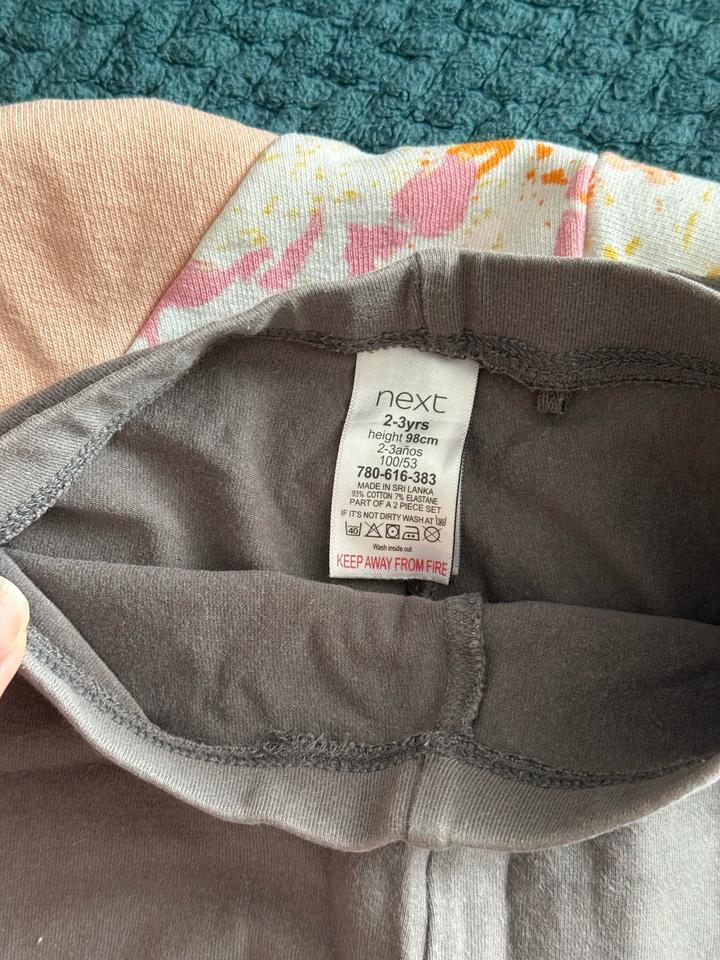 next
2-3yrs
height 98cm
2-3años
100/53
780-616-383
MADE IN SRI LANKA
93% COTTON 7% ELASTANE
PART OF A 2 PIECE SET
IF IT'S NOT DIRTY WASH AT 30
40
Wash inside out
KEEP AWAY FROM FIRE